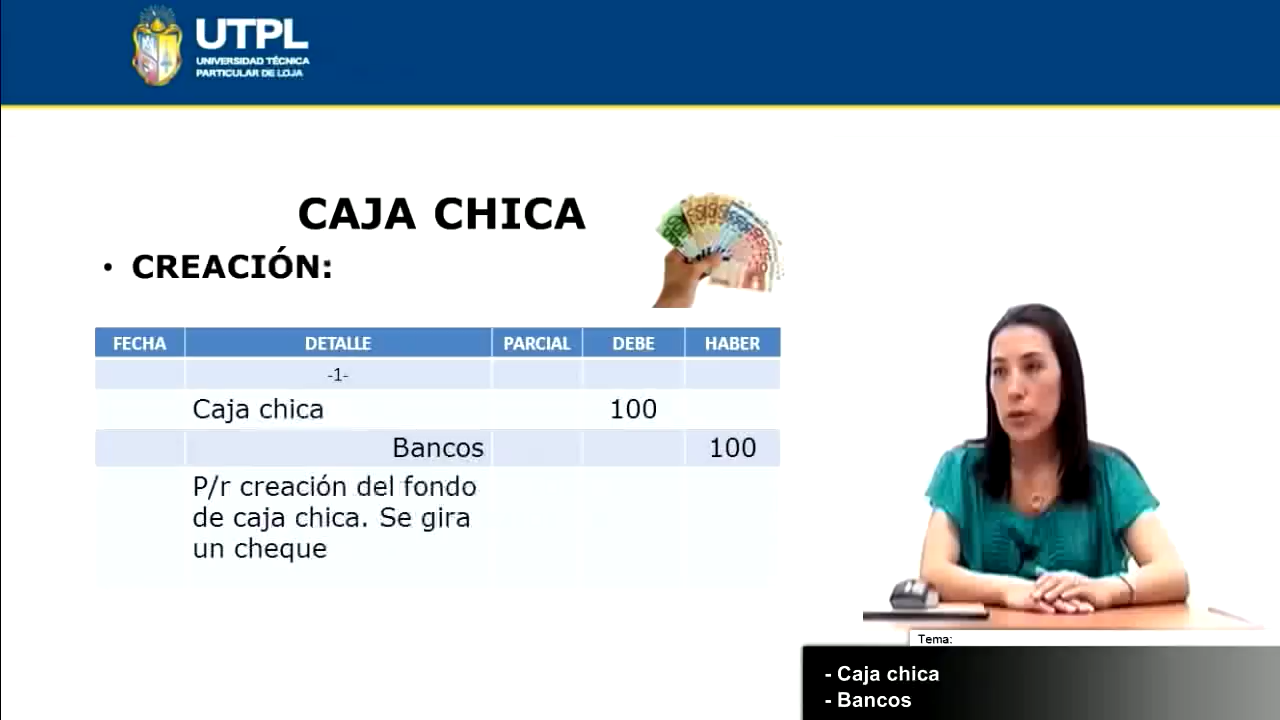 UTPL
UNIVERSIDAD TÉCNICA
PARTICULAR DE LOJA
CAJA CHICA
• CREACIÓN:
FECHA DETALLE PARCIAL DEBE HABER
-1-
Caja chica 100
Bancos 100
P/r creación del fondo
de caja chica. Se gira
un cheque
Tema:
- Caja chica
- Bancos